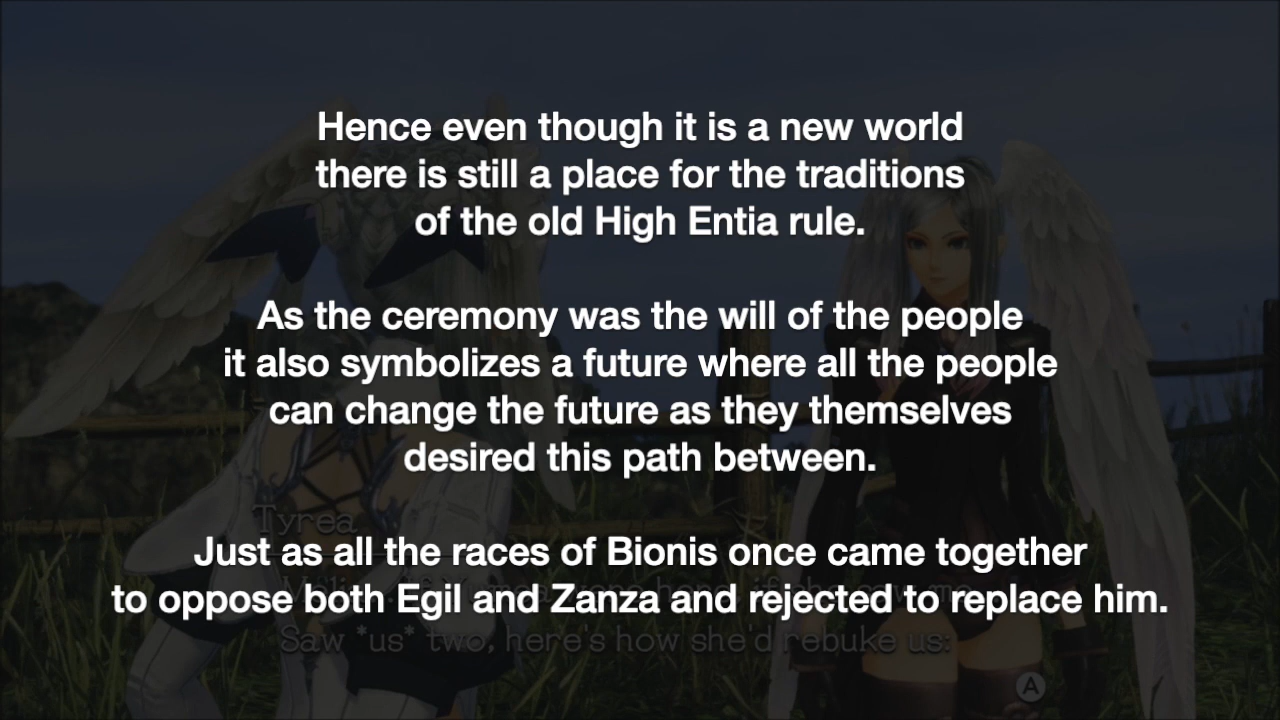 Hence even though it is a new world
there is still a place for the traditions
of the old High Entia rule.
As the ceremony was the will of the people
it also symbolizes a future where all the people
can change the future as they themselves
desired this path between.
Tyrea
Just as all the races of Bionis once came together
to oppose both Egil and Zanza and rejected to replace him.
Saw *us* two, here's how she'd rebuke us:
A